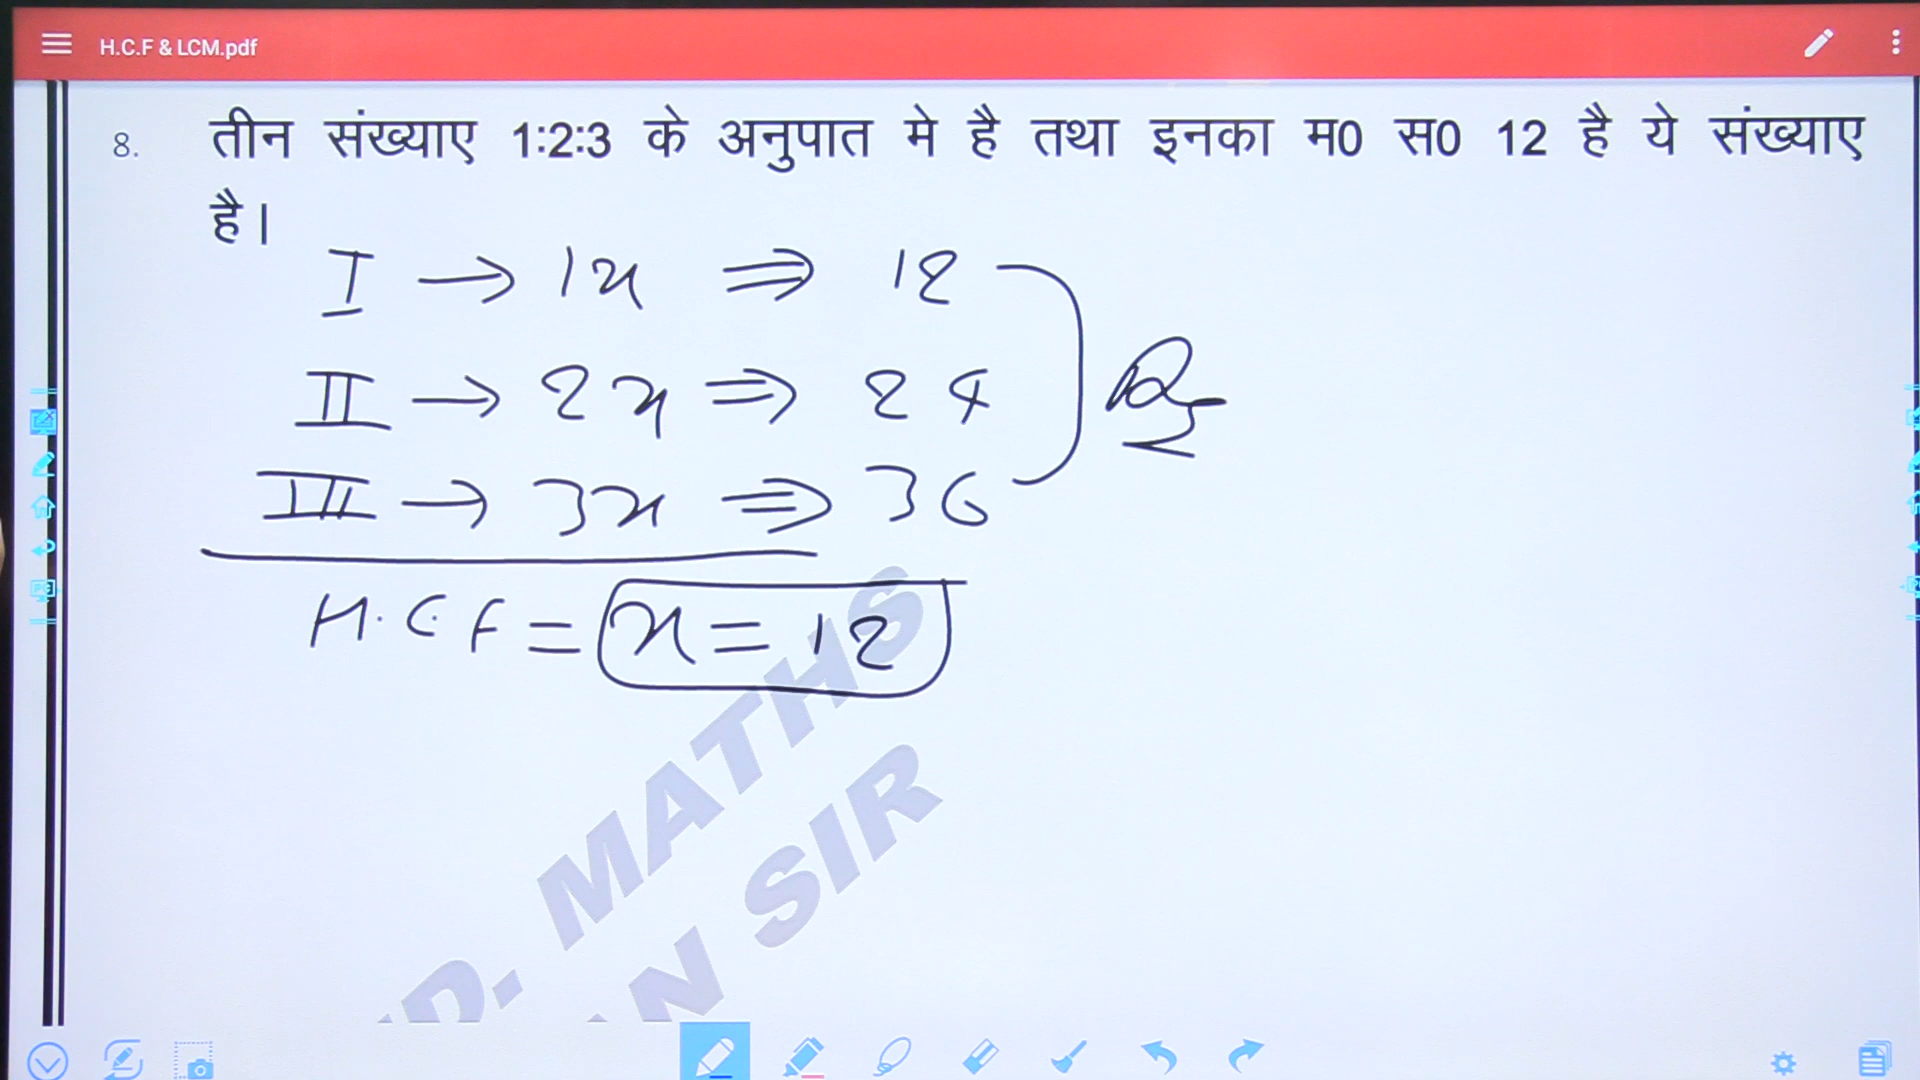 H.C.F & LCM.pdf
8. तीन संख्याए 1:2:3 के अनुपात मे है तथा इनका म0 स0 12 है ये संख्याए
है।
I → 1x ⇒ 12
II → 2x ⇒ 24
III → 3x ⇒ 36
H.C.F = x = 12
D. MATHS
AN SIR